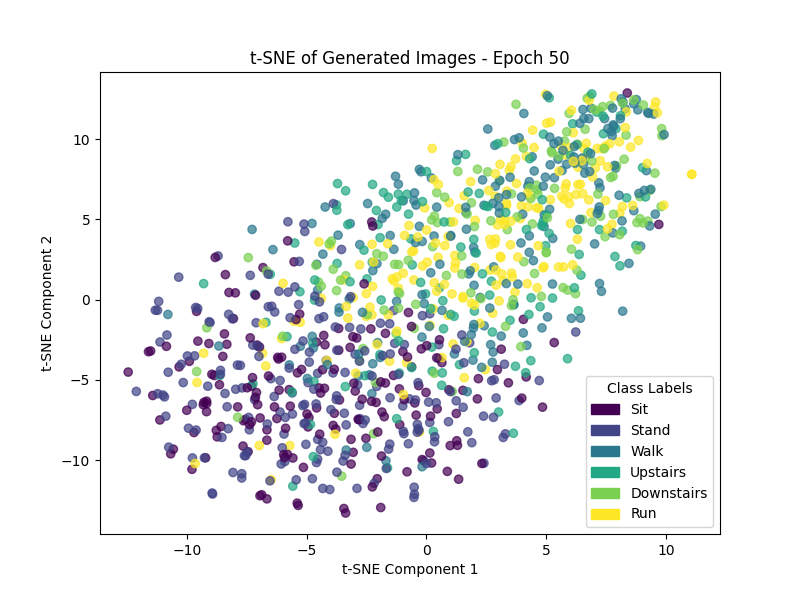 t-SNE of Generated Images - Epoch 50
t-SNE Component 2
10
5
0
−5
−10
Class Labels
Sit
Stand
Walk
Upstairs
Downstairs
Run
−10
−5
0
5
10
t-SNE Component 1